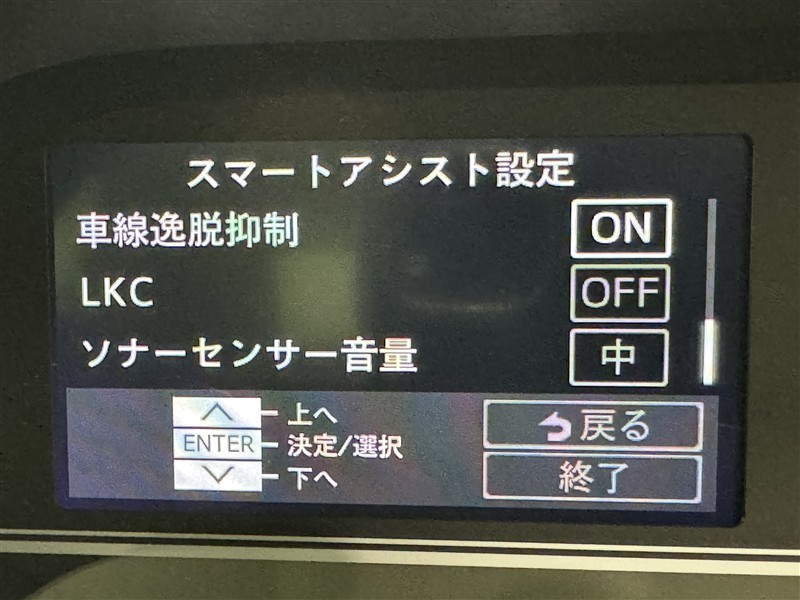 スマートアシスト設定
車線逸脱抑制 ON
LKC OFF
ソナーセンサー音量 中
上へ
ENTER 決定/選択
下へ
戻る
終了